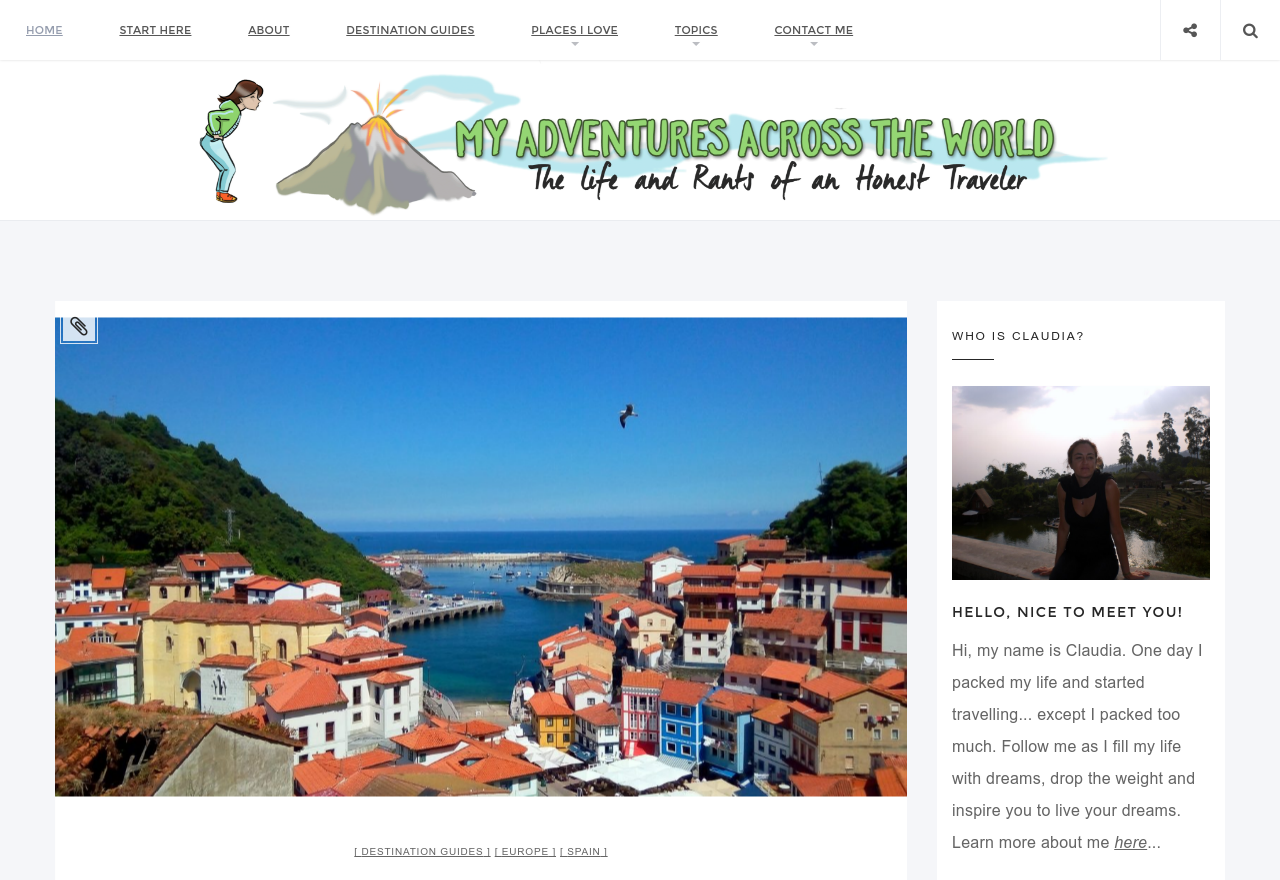 HOME START HERE ABOUT DESTINATION GUIDES PLACES I LOVE TOPICS CONTACT ME
MY ADVENTURES ACROSS THE WORLD
The life and Rants of an Honest Traveler
[ DESTINATION GUIDES ] [ EUROPE ] [ SPAIN ]
WHO IS CLAUDIA?
HELLO, NICE TO MEET YOU!
Hi, my name is Claudia. One day I
packed my life and started
travelling... except I packed too
much. Follow me as I fill my life
with dreams, drop the weight and
inspire you to live your dreams.
Learn more about me here...